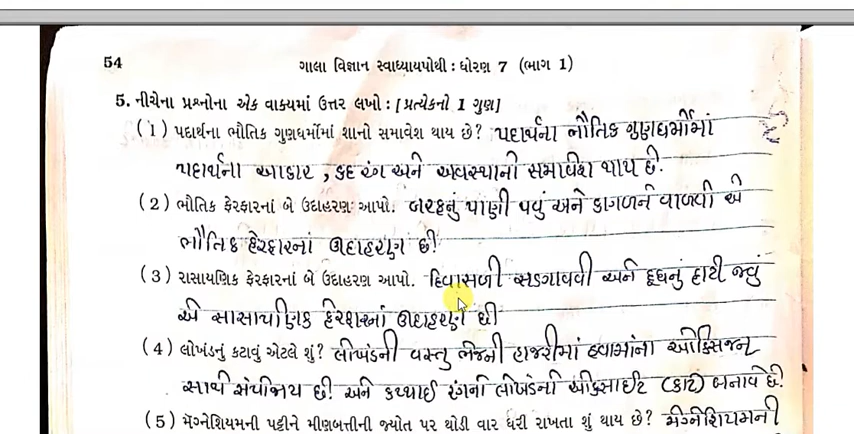 54 ગાલા વિજ્ઞાન સ્વાધ્યાયપોથી : ધોરણ 7 (ભાગ 1)
5. નીચેના પ્રશ્નોના એક વાક્યમાં ઉત્તર લખો : [પ્રત્યેકનો 1 ગુણ]
(1) પદાર્થના ભૌતિક ગુણધર્મોમાં શાનો સમાવેશ થાય છે? પદાર્થના ભૌતિક ગુણધર્મોમાં
પદાર્થના આકાર, કદ રંગ અને અવસ્થાનો સમાવેશ થાય છે.
(2) ભૌતિક ફેરફારનાં બે ઉદાહરણ આપો. બરફનું પાણી થવું અને કાગળને વાળવો એ
ભૌતિક ફેરફારનાં ઉદાહરણ છે.
(3) રાસાયણિક ફેરફારનાં બે ઉદાહરણ આપો. દિવાસળી સળગાવવી અને દૂધનું ફાટી જવું
એ ફેરફારનાં ઉદાહરણ છે
(4) લોખંડનું કટાવું એટલે શું? લોખંડની વસ્તુ ભેજની હાજરીમાં હવામાંના ઑક્સિજન
સાથે સંયોજાય છે. અને કથ્થાઈ રંગનો લોખંડનો ઑક્સાઈટ (કાટ) બનાવે છે.
(5) મૅગ્નેશિયમની પટ્ટીને મીણબત્તીની જ્યોત પર થોડી વાર ધરી રાખતા શું થાય છે? મૅગ્નેશિયમની